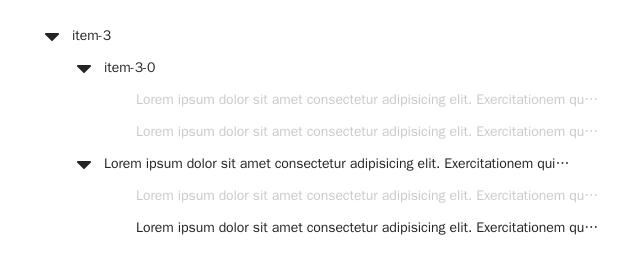 item-3
item-3-0
Lorem ipsum dolor sit amet consectetur adipisicing elit. Exercitationem qu…
Lorem ipsum dolor sit amet consectetur adipisicing elit. Exercitationem qu…
Lorem ipsum dolor sit amet consectetur adipisicing elit. Exercitationem qui…
Lorem ipsum dolor sit amet consectetur adipisicing elit. Exercitationem qu…
Lorem ipsum dolor sit amet consectetur adipisicing elit. Exercitationem qu…